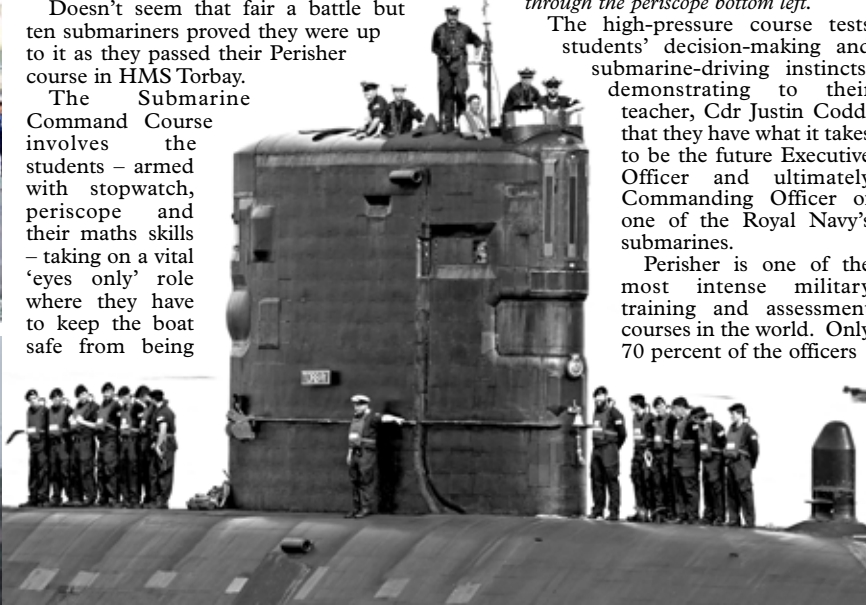 Doesn't seem that fair a battle but
ten submariners proved they were up
to it as they passed their Perisher
course in HMS Torbay.
The Submarine
Command Course
involves the
students – armed
with stopwatch,
periscope and
their maths skills
– taking on a vital
'eyes only' role
where they have
to keep the boat
safe from being
through the periscope bottom left.
The high-pressure course tests
students' decision-making and
submarine-driving instincts
demonstrating to their
teacher, Cdr Justin Codd
that they have what it takes
to be the future Executive
Officer and ultimately
Commanding Officer of
one of the Royal Navy's
submarines.
Perisher is one of the
most intense military
training and assessment
courses in the world. Only
70 percent of the officers